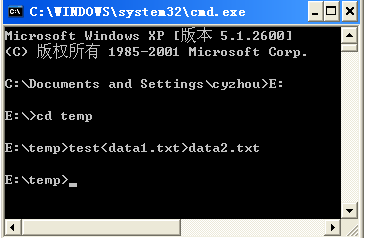 C:\WINDOWS\system32\cmd.exe
Microsoft Windows XP [版本 5.1.2600]
(C) 版权所有 1985-2001 Microsoft Corp.
C:\Documents and Settings\cyzhou>E:
E:\>cd temp
E:\temp>test<data1.txt>data2.txt
E:\temp>_